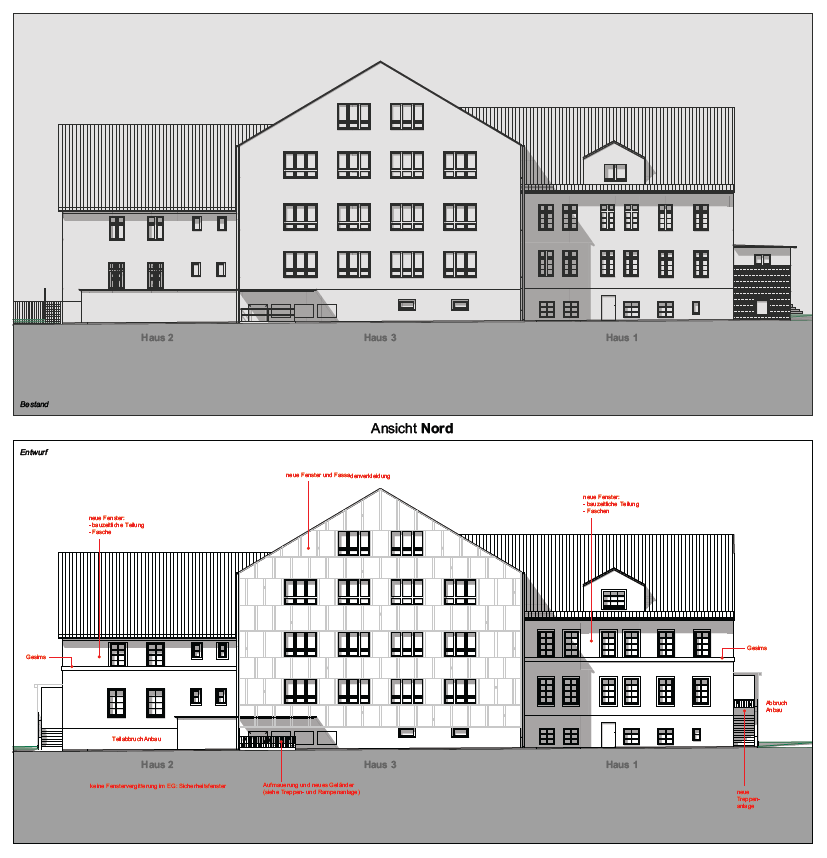 Haus 2
Haus 3
Haus 1
Bestand
Ansicht Nord
Entwurf
neue Fenster und Fassadenverkleidung
neue Fenster:
- bauzeitliche Teilung
- Faschen
neue Fenster:
- bauzeitliche Teilung
- Fasche
Gesims
Gesims
Abbruch
Anbau
Teilabbruch Anbau
Haus 2
Haus 3
Haus 1
keine Fenstervergitterung im EG: Sicherheitsfenster
Aufmauerung und neues Geländer
(siehe Treppen- und Rampenanlage)
neue
Treppen-
anlage